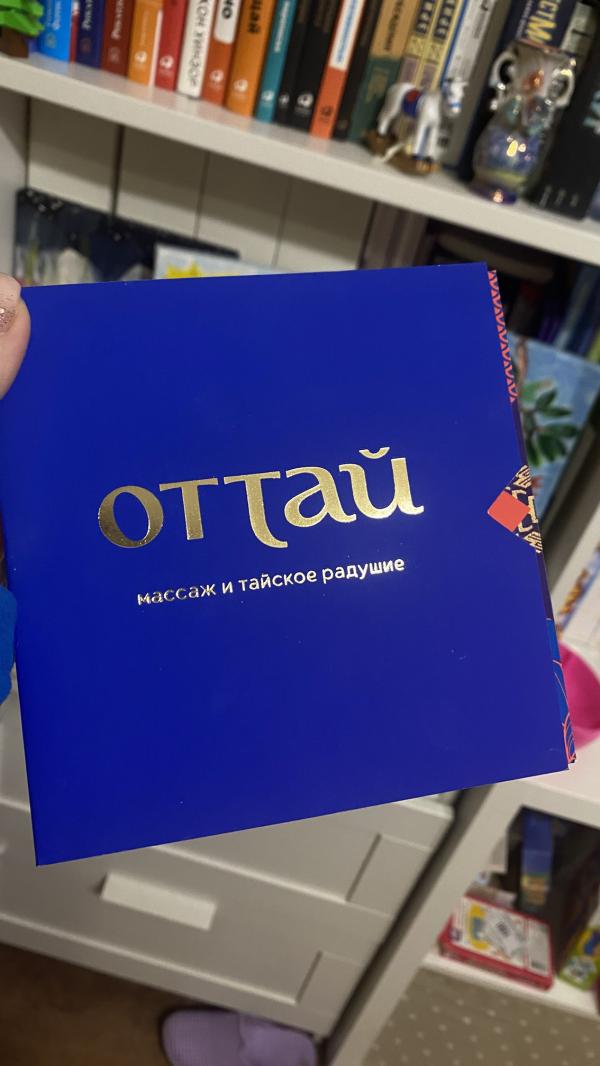 оттай
массаж и тайское радушие